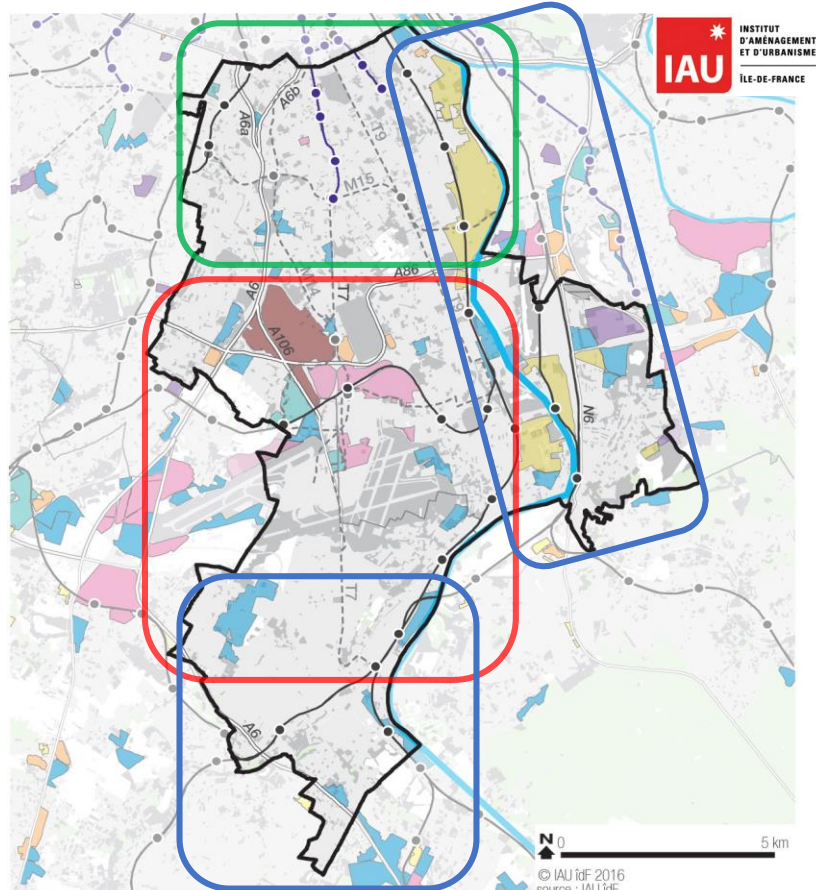 IAU
INSTITUT
D'AMÉNAGEMENT
ET D'URBANISME
ÎLE-DE-FRANCE
A6b
A6a
T9
M15
A6
M14
T7
A86
T9
A106
N6
T7
A6
N 0 5 km
© IAU îdF 2016
source : IAU îdF